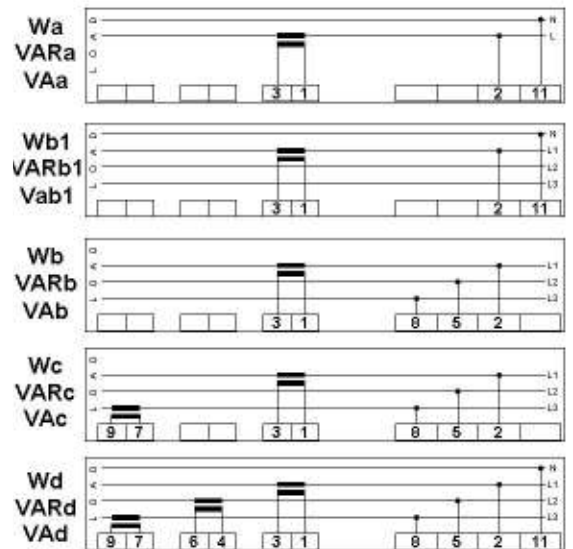 Wa
VARa
VAa
N
L
3 1 2 11
Wb1
VARb1
Vab1
N
L1
L2
L3
3 1 2 11
Wb
VARb
VAb
L1
L2
L3
3 1 8 5 2
Wc
VARc
VAc
L1
L2
L3
9 7 3 1 8 5 2
Wd
VARd
VAd
N
L1
L2
L3
9 7 6 4 3 1 8 5 2 11